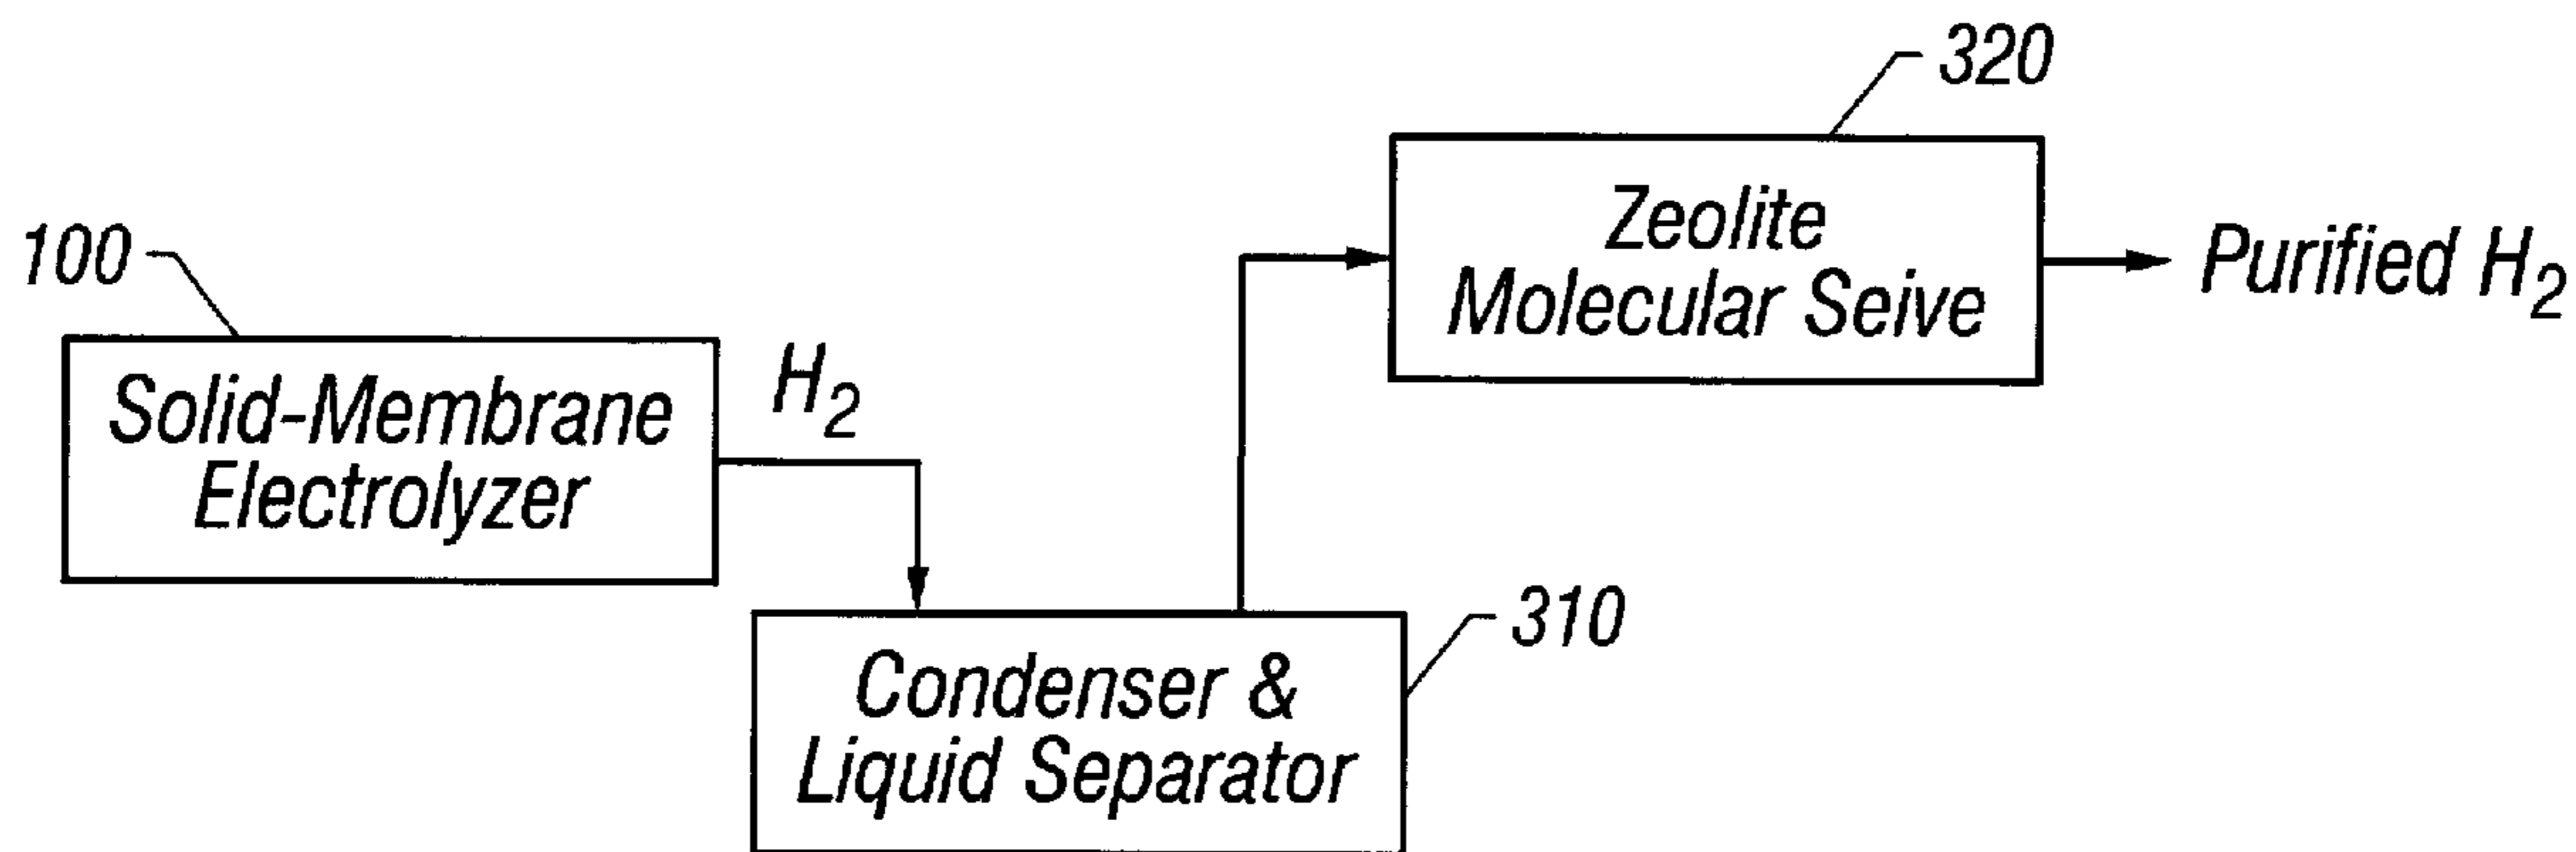 320
Zeolite
Molecular Seive
Purified H₂
100
Solid-Membrane
Electrolyzer
H₂
310
Condenser &
Liquid Separator